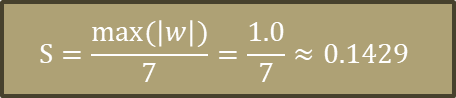 S = max(|w|)/7 = 1.0/7 ≈ 0.1429